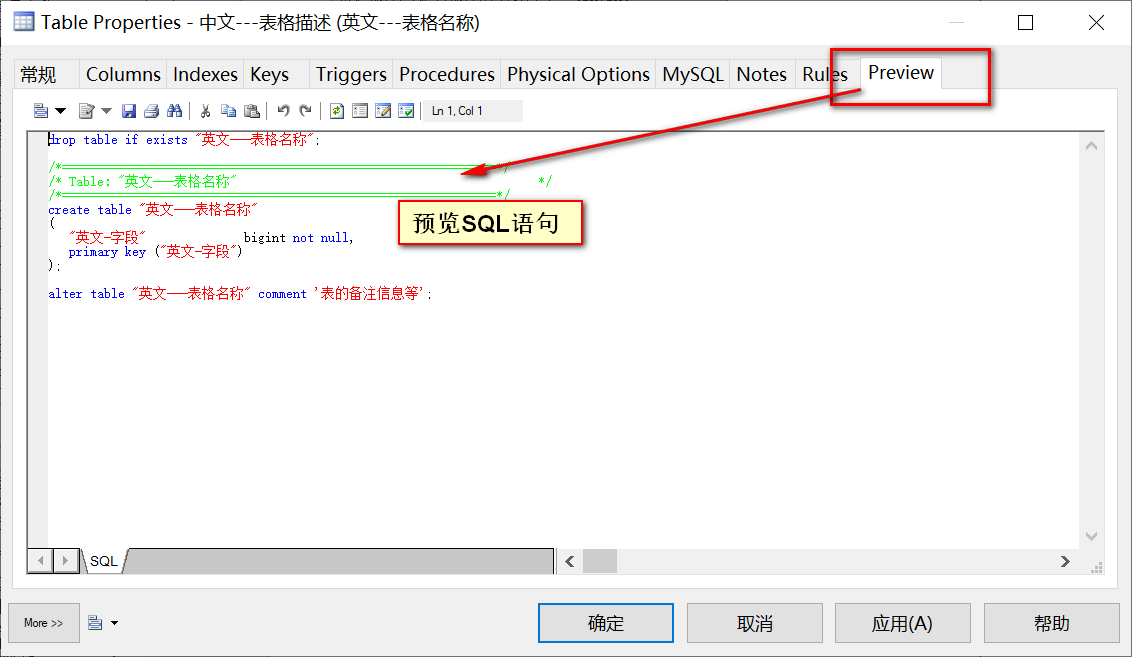 Table Properties - 中文---表格描述 (英文---表格名称)
常规 Columns Indexes Keys Triggers Procedures Physical Options MySQL Notes Rules Preview
Ln 1, Col 1
drop table if exists "英文---表格名称";
/*==============================================================*/
/* Table: "英文---表格名称" */
/*==============================================================*/
create table "英文---表格名称"
(
"英文-字段" bigint not null,
primary key ("英文-字段")
);
alter table "英文---表格名称" comment '表的备注信息等';
预览SQL语句
SQL
More >> 确定 取消 应用(A) 帮助